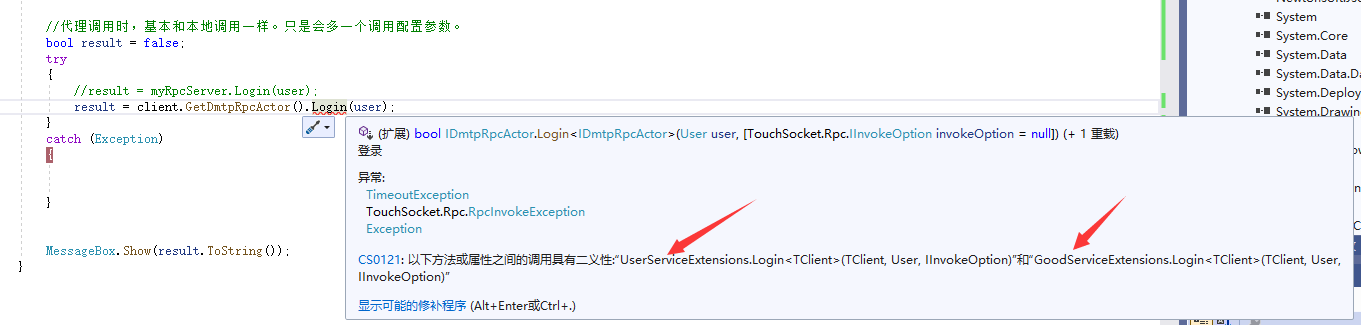 //代理调用时，基本和本地调用一样。只是会多一个调用配置参数。
bool result = false;
try
{
//result = myRpcServer.Login(user);
result = client.GetDmtpRpcActor().Login(user);
}
catch (Exception)
{
}
MessageBox.Show(result.ToString());
}
(扩展) bool IDmtpRpcActor.Login<IDmtpRpcActor>(User user, [TouchSocket.Rpc.IInvokeOption invokeOption = null]) (+ 1 重载)
登录
异常:
TimeoutException
TouchSocket.Rpc.RpcInvokeException
Exception
CS0121: 以下方法或属性之间的调用具有二义性:“UserServiceExtensions.Login<TClient>(TClient, User, IInvokeOption)”和“GoodServiceExtensions.Login<TClient>(TClient, User,
IInvokeOption)”
显示可能的修补程序 (Alt+Enter或Ctrl+.)
System
System.Core
System.Data
System.Data.Da
System.Deploy
System.Drawin